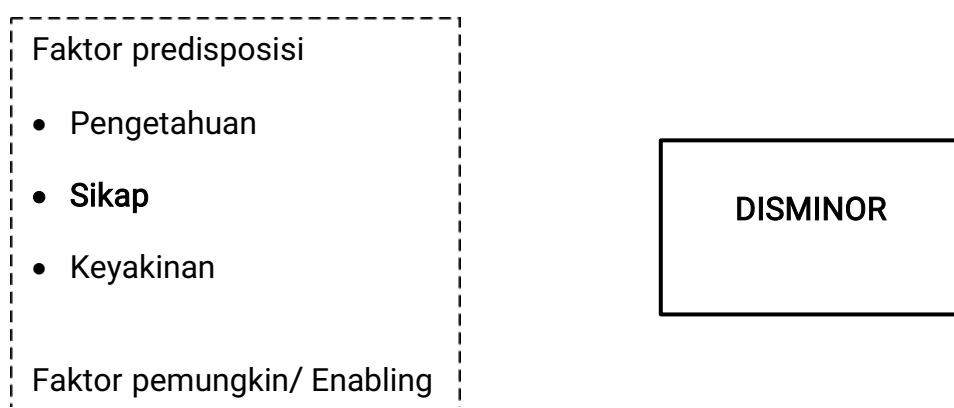 Faktor predisposisi
• Pengetahuan
• Sikap
• Keyakinan
Faktor pemungkin/ Enabling
DISMINOR